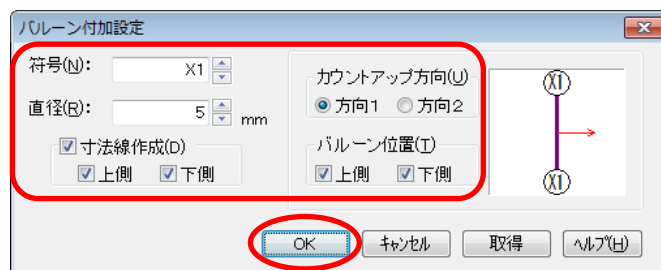 バルーン付加設定
符号(N): X1
直径(R): 5 mm
寸法線作成(D)
上側 下側
カウントアップ方向(U)
方向1 方向2
バルーン位置(T)
上側 下側
X1
X1
OK キャンセル 取得 ヘルプ(H)